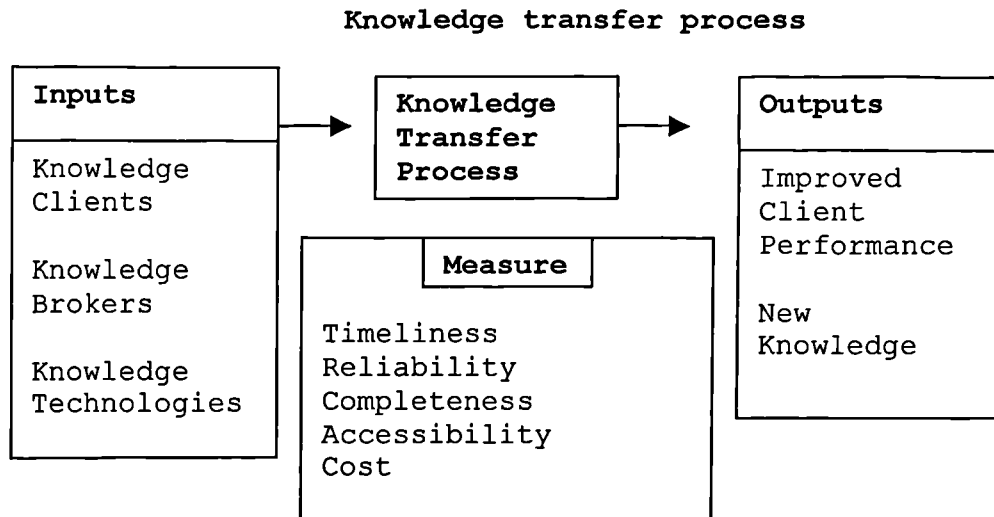 Knowledge transfer process
Inputs
Knowledge
Clients
Knowledge
Brokers
Knowledge
Technologies
Knowledge
Transfer
Process
Measure
Timeliness
Reliability
Completeness
Accessibility
Cost
Outputs
Improved
Client
Performance
New
Knowledge